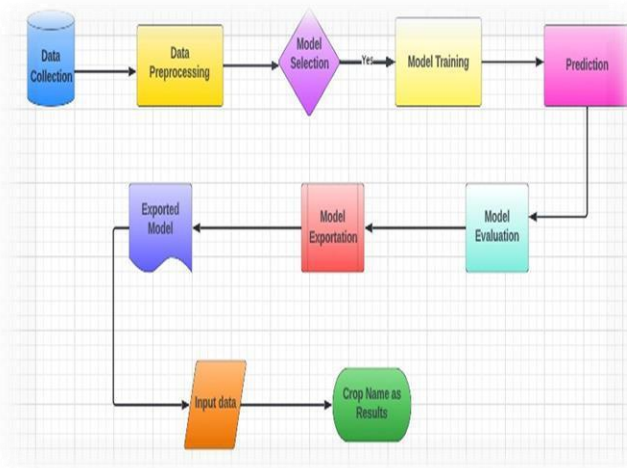 Data
Collection
Data
Preprocessing
Model
Selection
Yes
Model Training
Prediction
Exported
Model
Model
Exportation
Model
Evaluation
Input data
Crop Name as
Results